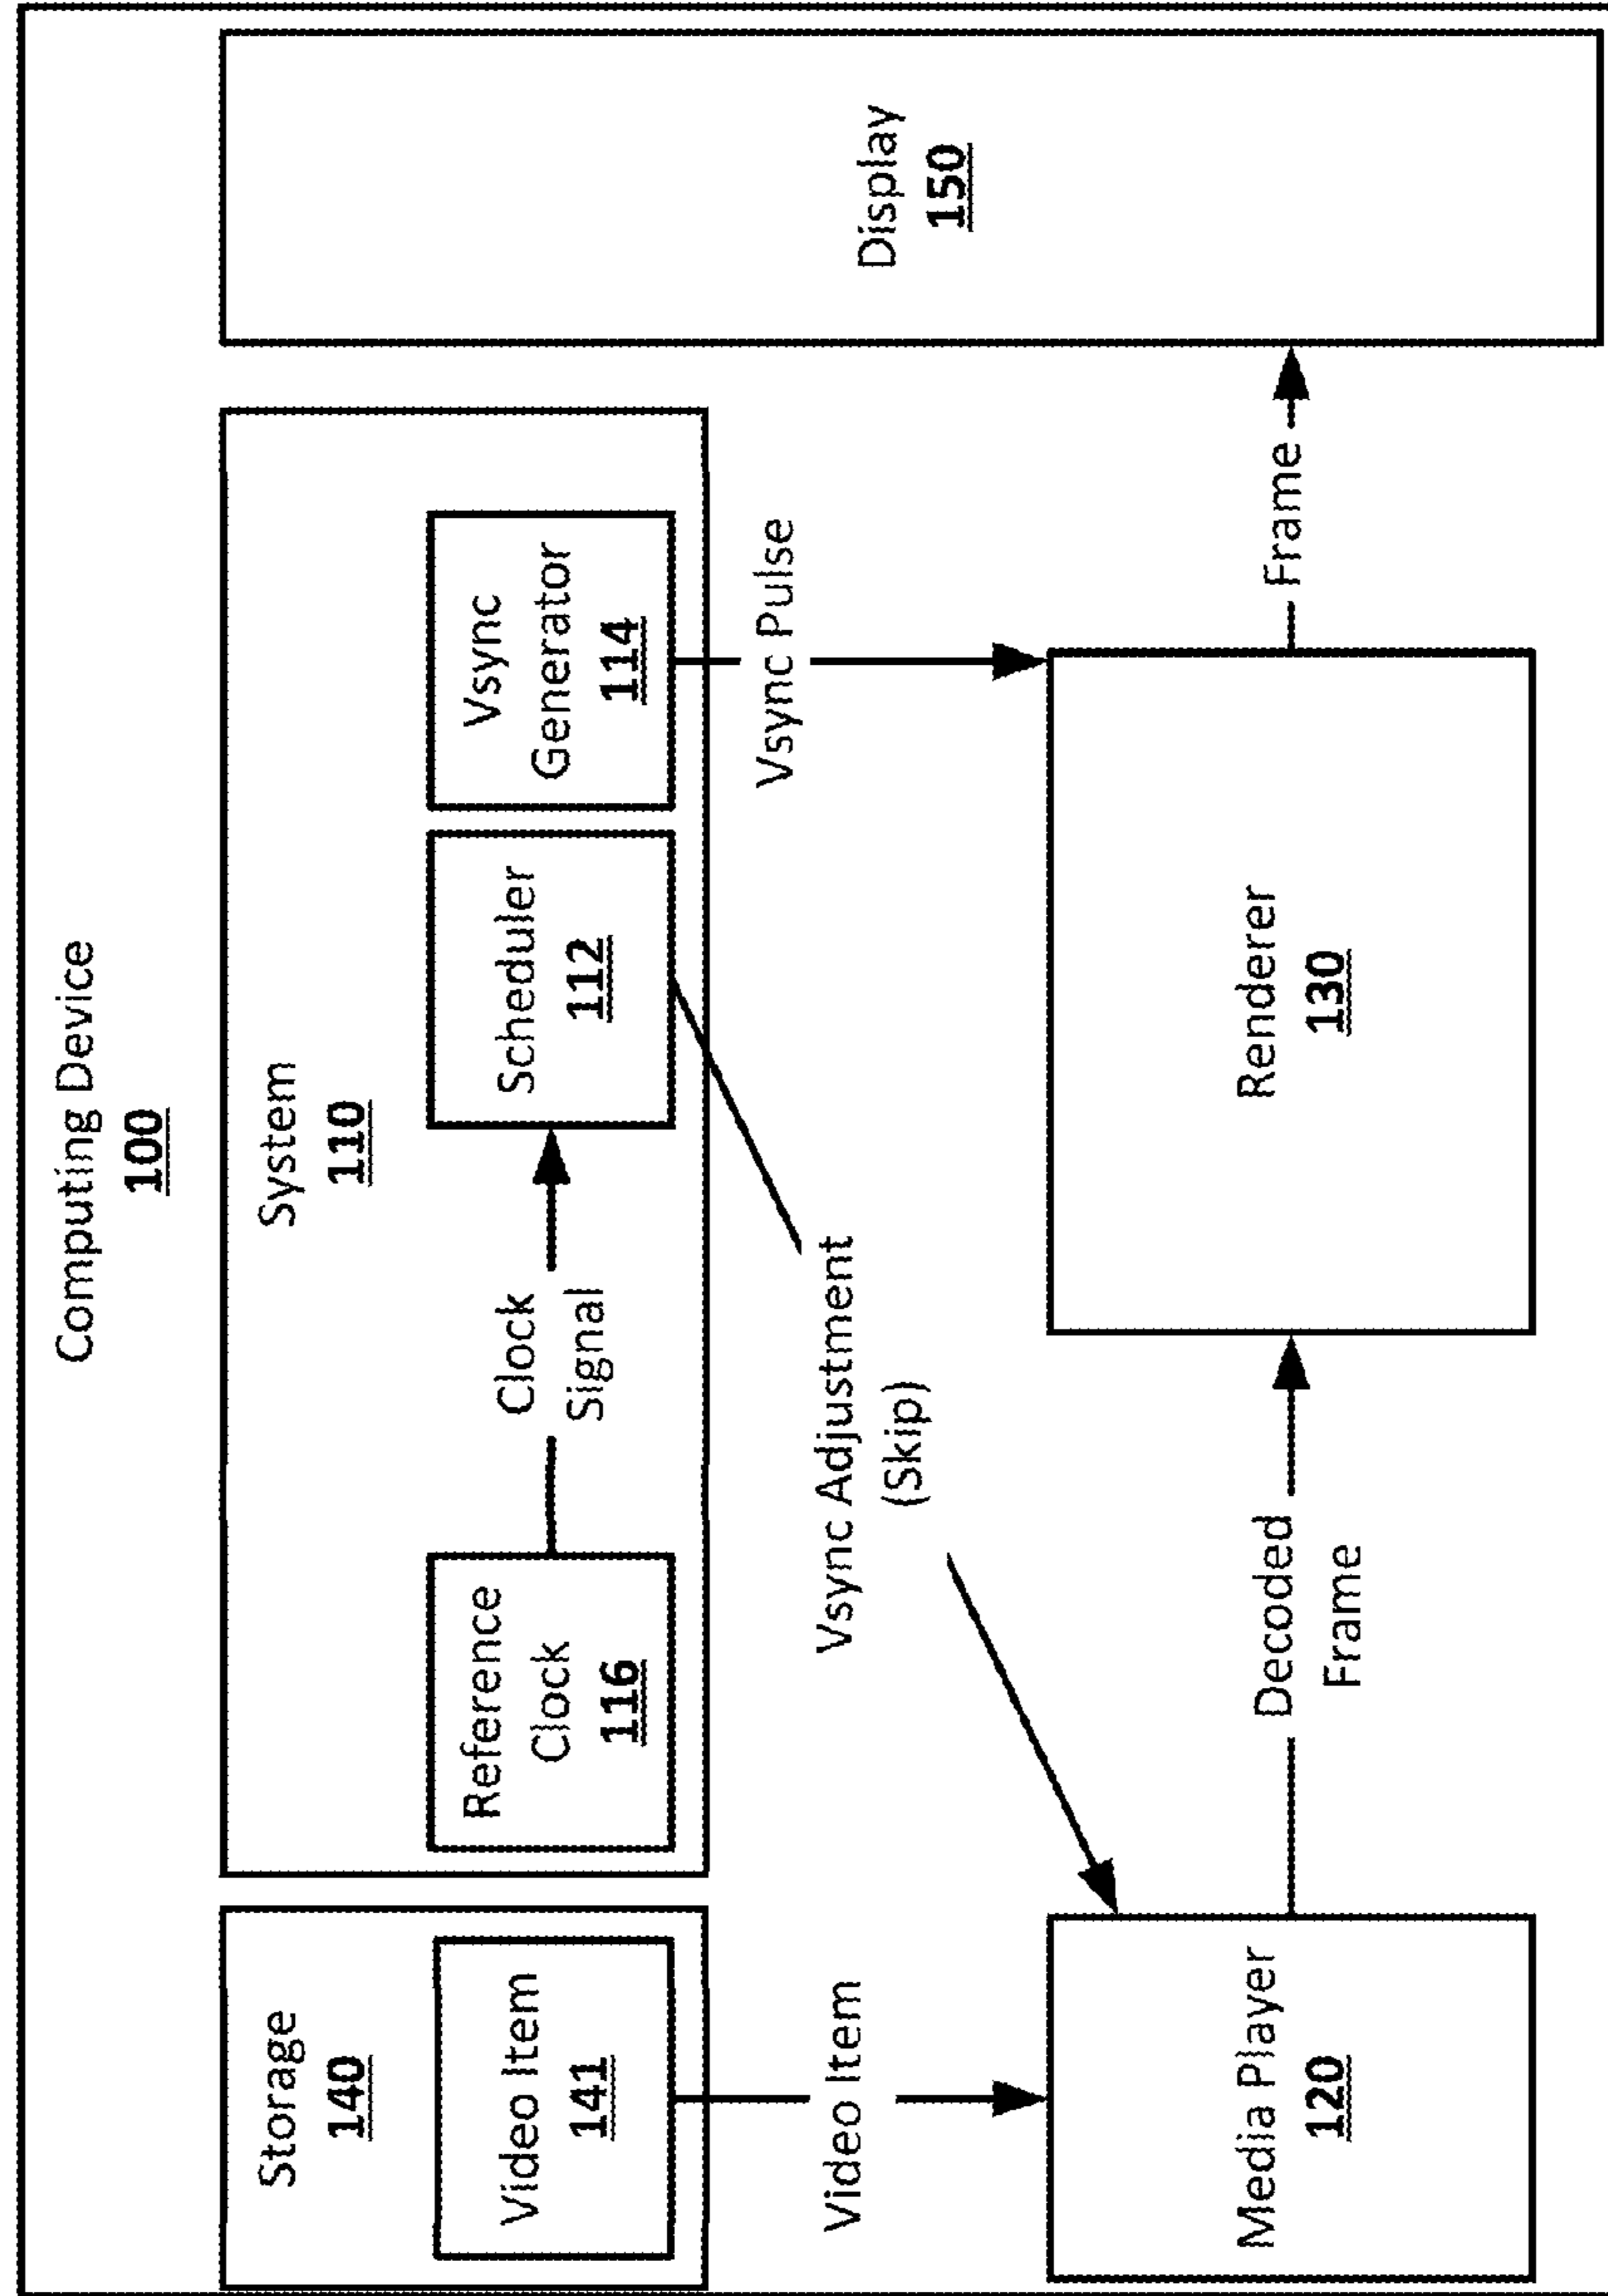 Computing Device
100
Storage
140
Video Item
141
System
110
Reference
Clock
116
Clock
Signal
Scheduler
112
Vsync
Generator
114
Display
150
Video Item
Vsync Adjustment
(Skip)
Vsync Pulse
Media Player
120
Decoded
Frame
Renderer
130
Frame